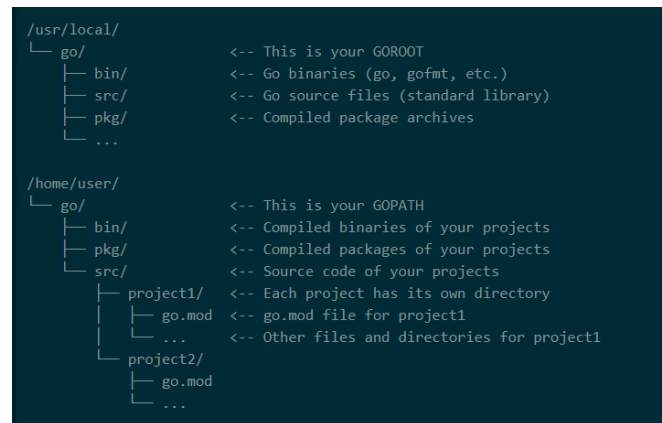 /usr/local/
└── go/                 <-- This is your GOROOT
    ├── bin/            <-- Go binaries (go, gofmt, etc.)
    ├── src/            <-- Go source files (standard library)
    ├── pkg/            <-- Compiled package archives
    └── ...
/home/user/
└── go/                 <-- This is your GOPATH
    ├── bin/            <-- Compiled binaries of your projects
    ├── pkg/            <-- Compiled packages of your projects
    └── src/            <-- Source code of your projects
        ├── project1/   <-- Each project has its own directory
        │   ├── go.mod  <-- go.mod file for project1
        │   └── ...     <-- Other files and directories for project1
        └── project2/
            ├── go.mod
            └── ...